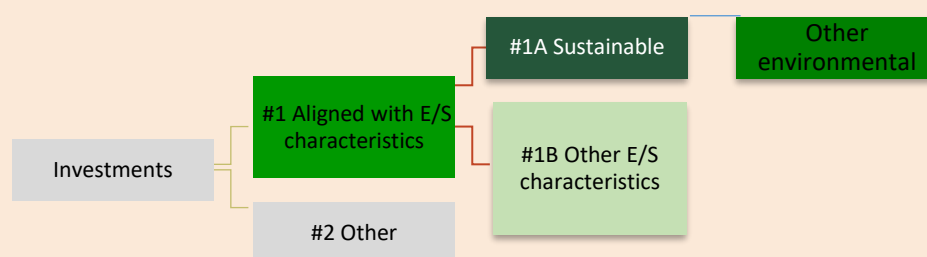 #1A Sustainable
Other
environmental
#1 Aligned with E/S
characteristics
#1B Other E/S
characteristics
Investments
#2 Other